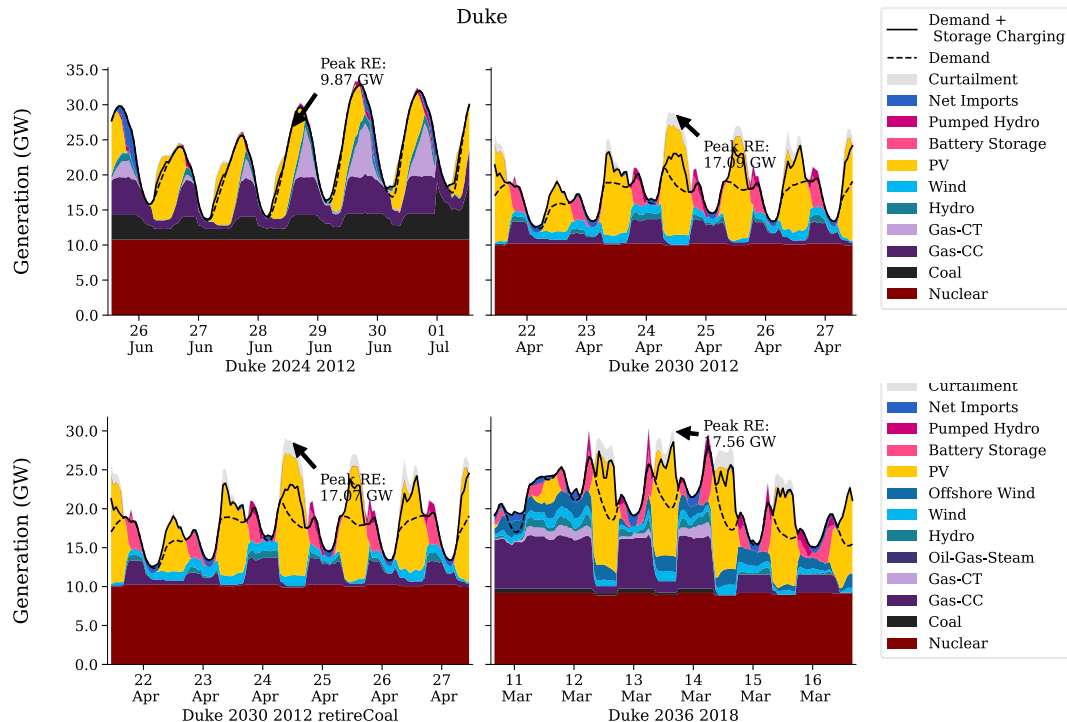 Duke
Generation (GW)
35.0
30.0
25.0
20.0
15.0
10.0
5.0
0.0
Peak RE:
9.87 GW
26 27 28 29 30 01
Jun Jun Jun Jun Jun Jul
Duke 2024 2012
Peak RE:
17.09 GW
22 23 24 25 26 27
Apr Apr Apr Apr Apr Apr
Duke 2030 2012
Demand +
Storage Charging
Demand
Curtailment
Net Imports
Pumped Hydro
Battery Storage
PV
Wind
Hydro
Gas-CT
Gas-CC
Coal
Nuclear
Generation (GW)
30.0
25.0
20.0
15.0
10.0
5.0
0.0
Peak RE:
17.07 GW
22 23 24 25 26 27
Apr Apr Apr Apr Apr Apr
Duke 2030 2012 retireCoal
Peak RE:
17.56 GW
11 12 13 14 15 16
Mar Mar Mar Mar Mar Mar
Duke 2036 2018
Curtailment
Net Imports
Pumped Hydro
Battery Storage
PV
Offshore Wind
Wind
Hydro
Oil-Gas-Steam
Gas-CT
Gas-CC
Coal
Nuclear